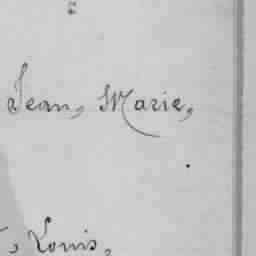 Jean, Marie,
, Louis,